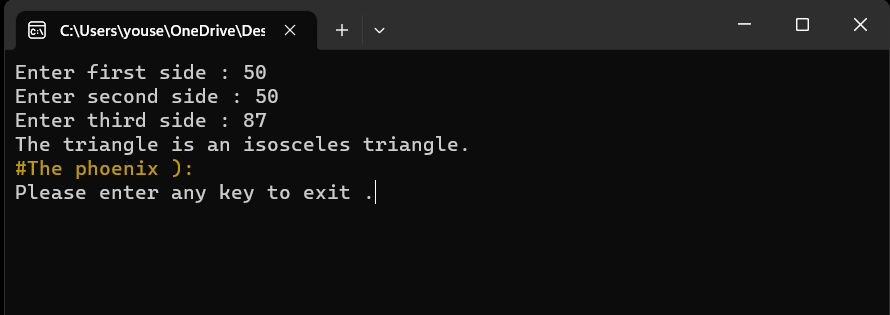 C:\Users\youse\OneDrive\Des
Enter first side : 50
Enter second side : 50
Enter third side : 87
The triangle is an isosceles triangle.
#The phoenix ):
Please enter any key to exit .